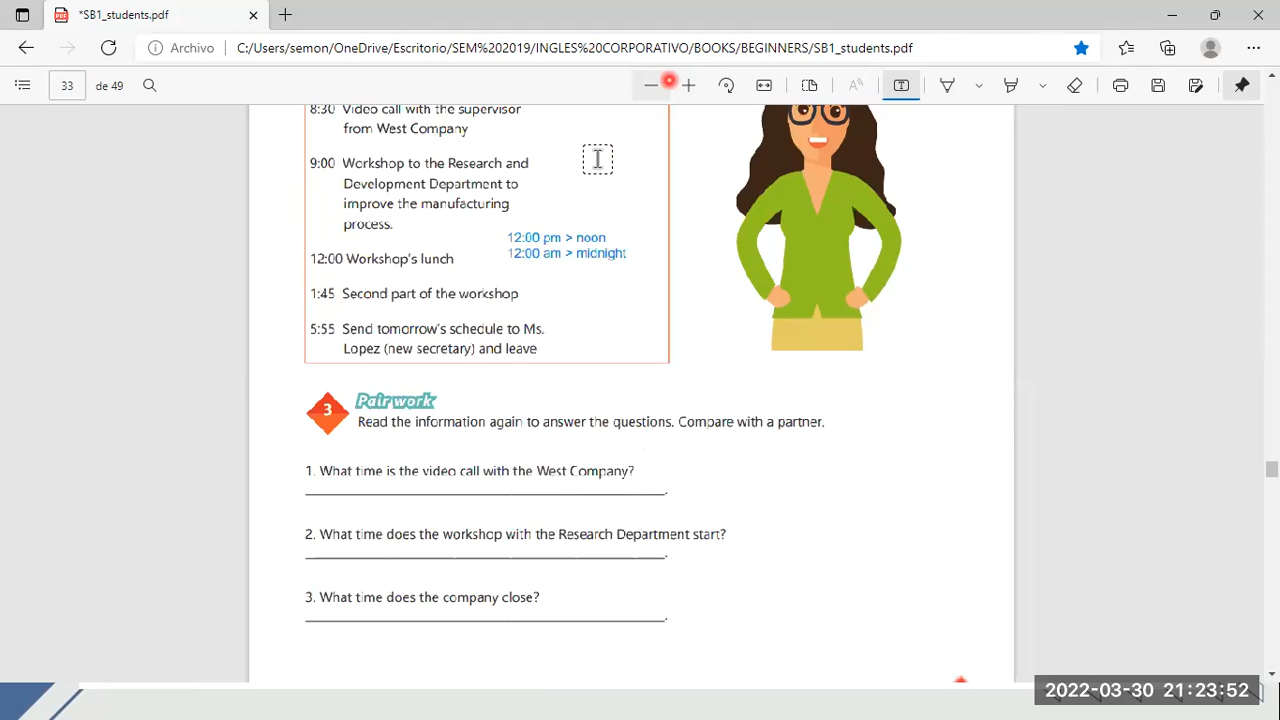 *SB1_students.pdf
Archivo
C:/Users/semon/OneDrive/Escritorio/SEM%202019/INGLES%20CORPORATIVO/BOOKS/BEGINNERS/SB1_students.pdf
33 de 49
8:30 Video call with the supervisor
from West Company
9:00 Workshop to the Research and
Development Department to
improve the manufacturing
process.
12:00 pm > noon
12:00 am > midnight
12:00 Workshop's lunch
1:45 Second part of the workshop
5:55 Send tomorrow's schedule to Ms.
Lopez (new secretary) and leave
3 Pair work
Read the information again to answer the questions. Compare with a partner.
1. What time is the video call with the West Company?
2. What time does the workshop with the Research Department start?
3. What time does the company close?
2022-03-30 21:23:52